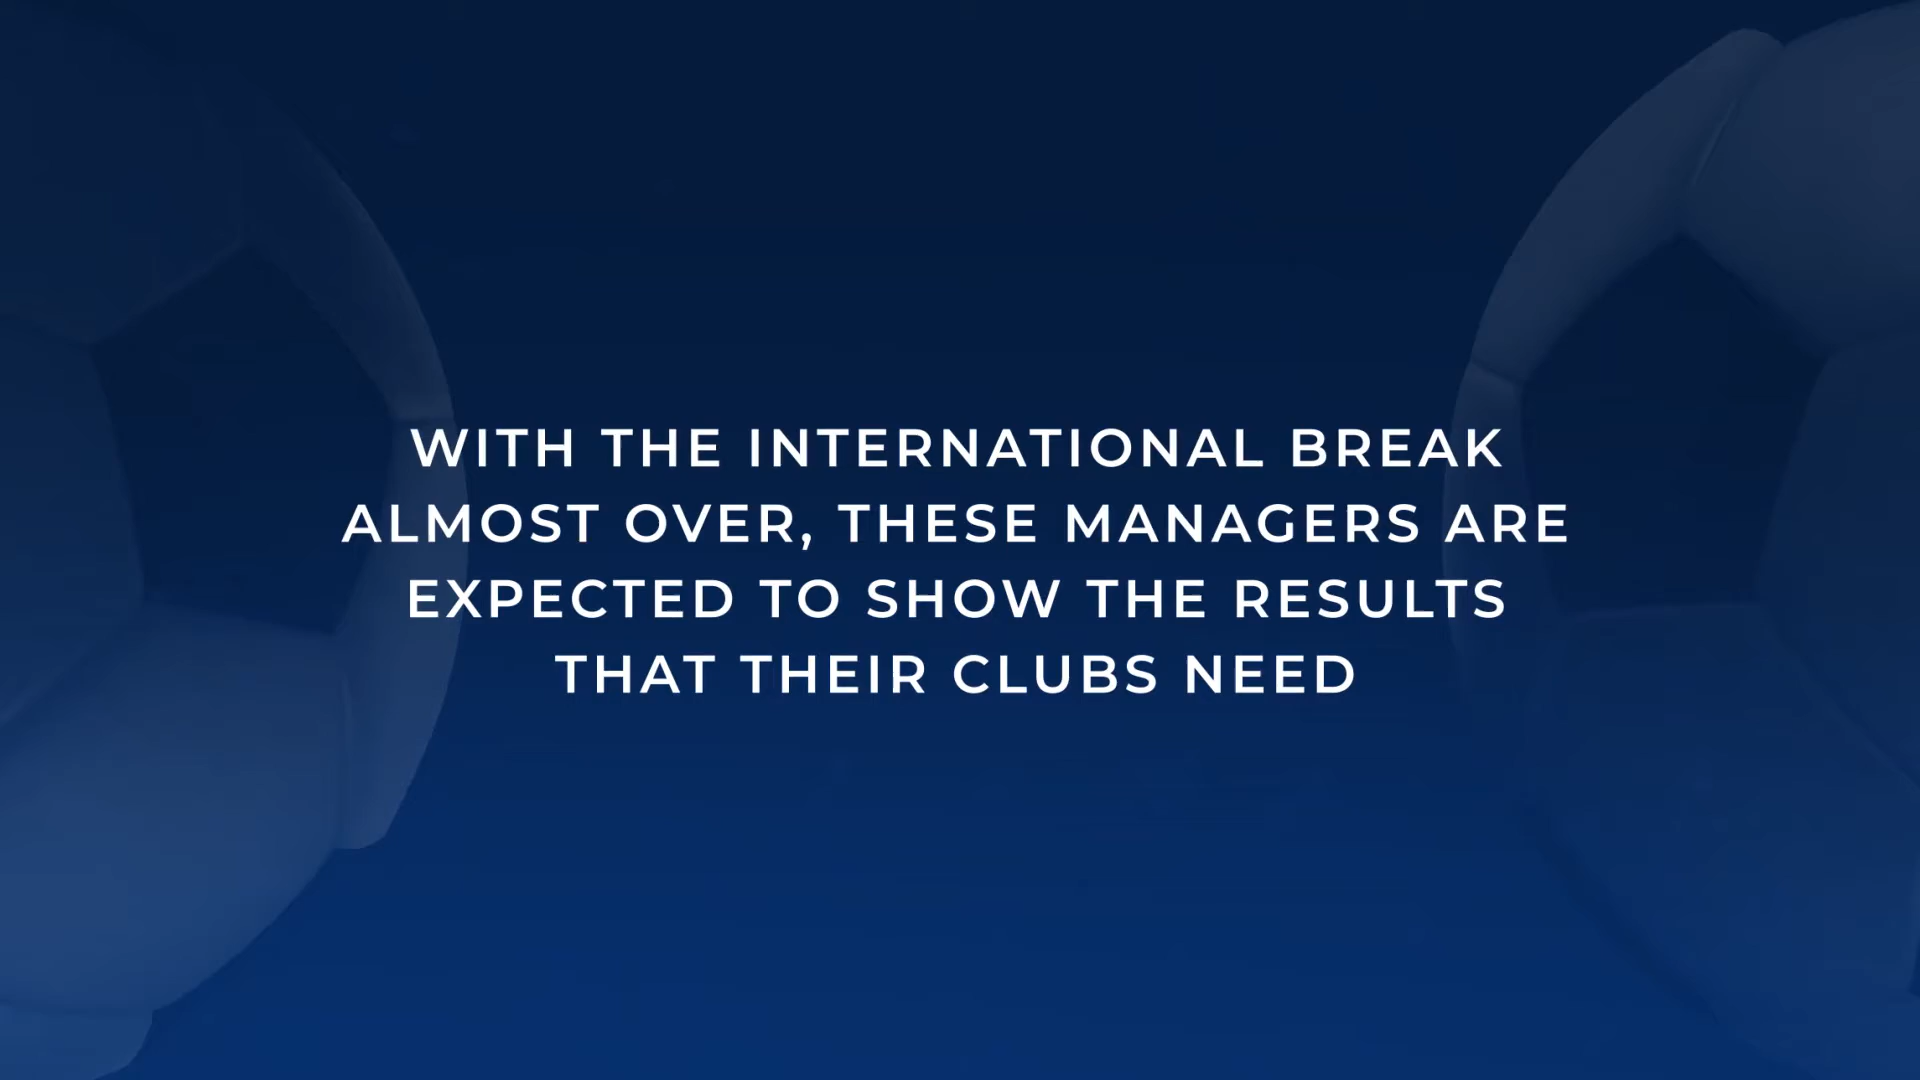 WITH THE INTERNATIONAL BREAK
ALMOST OVER, THESE MANAGERS ARE
EXPECTED TO SHOW THE RESULTS
THAT THEIR CLUBS NEED